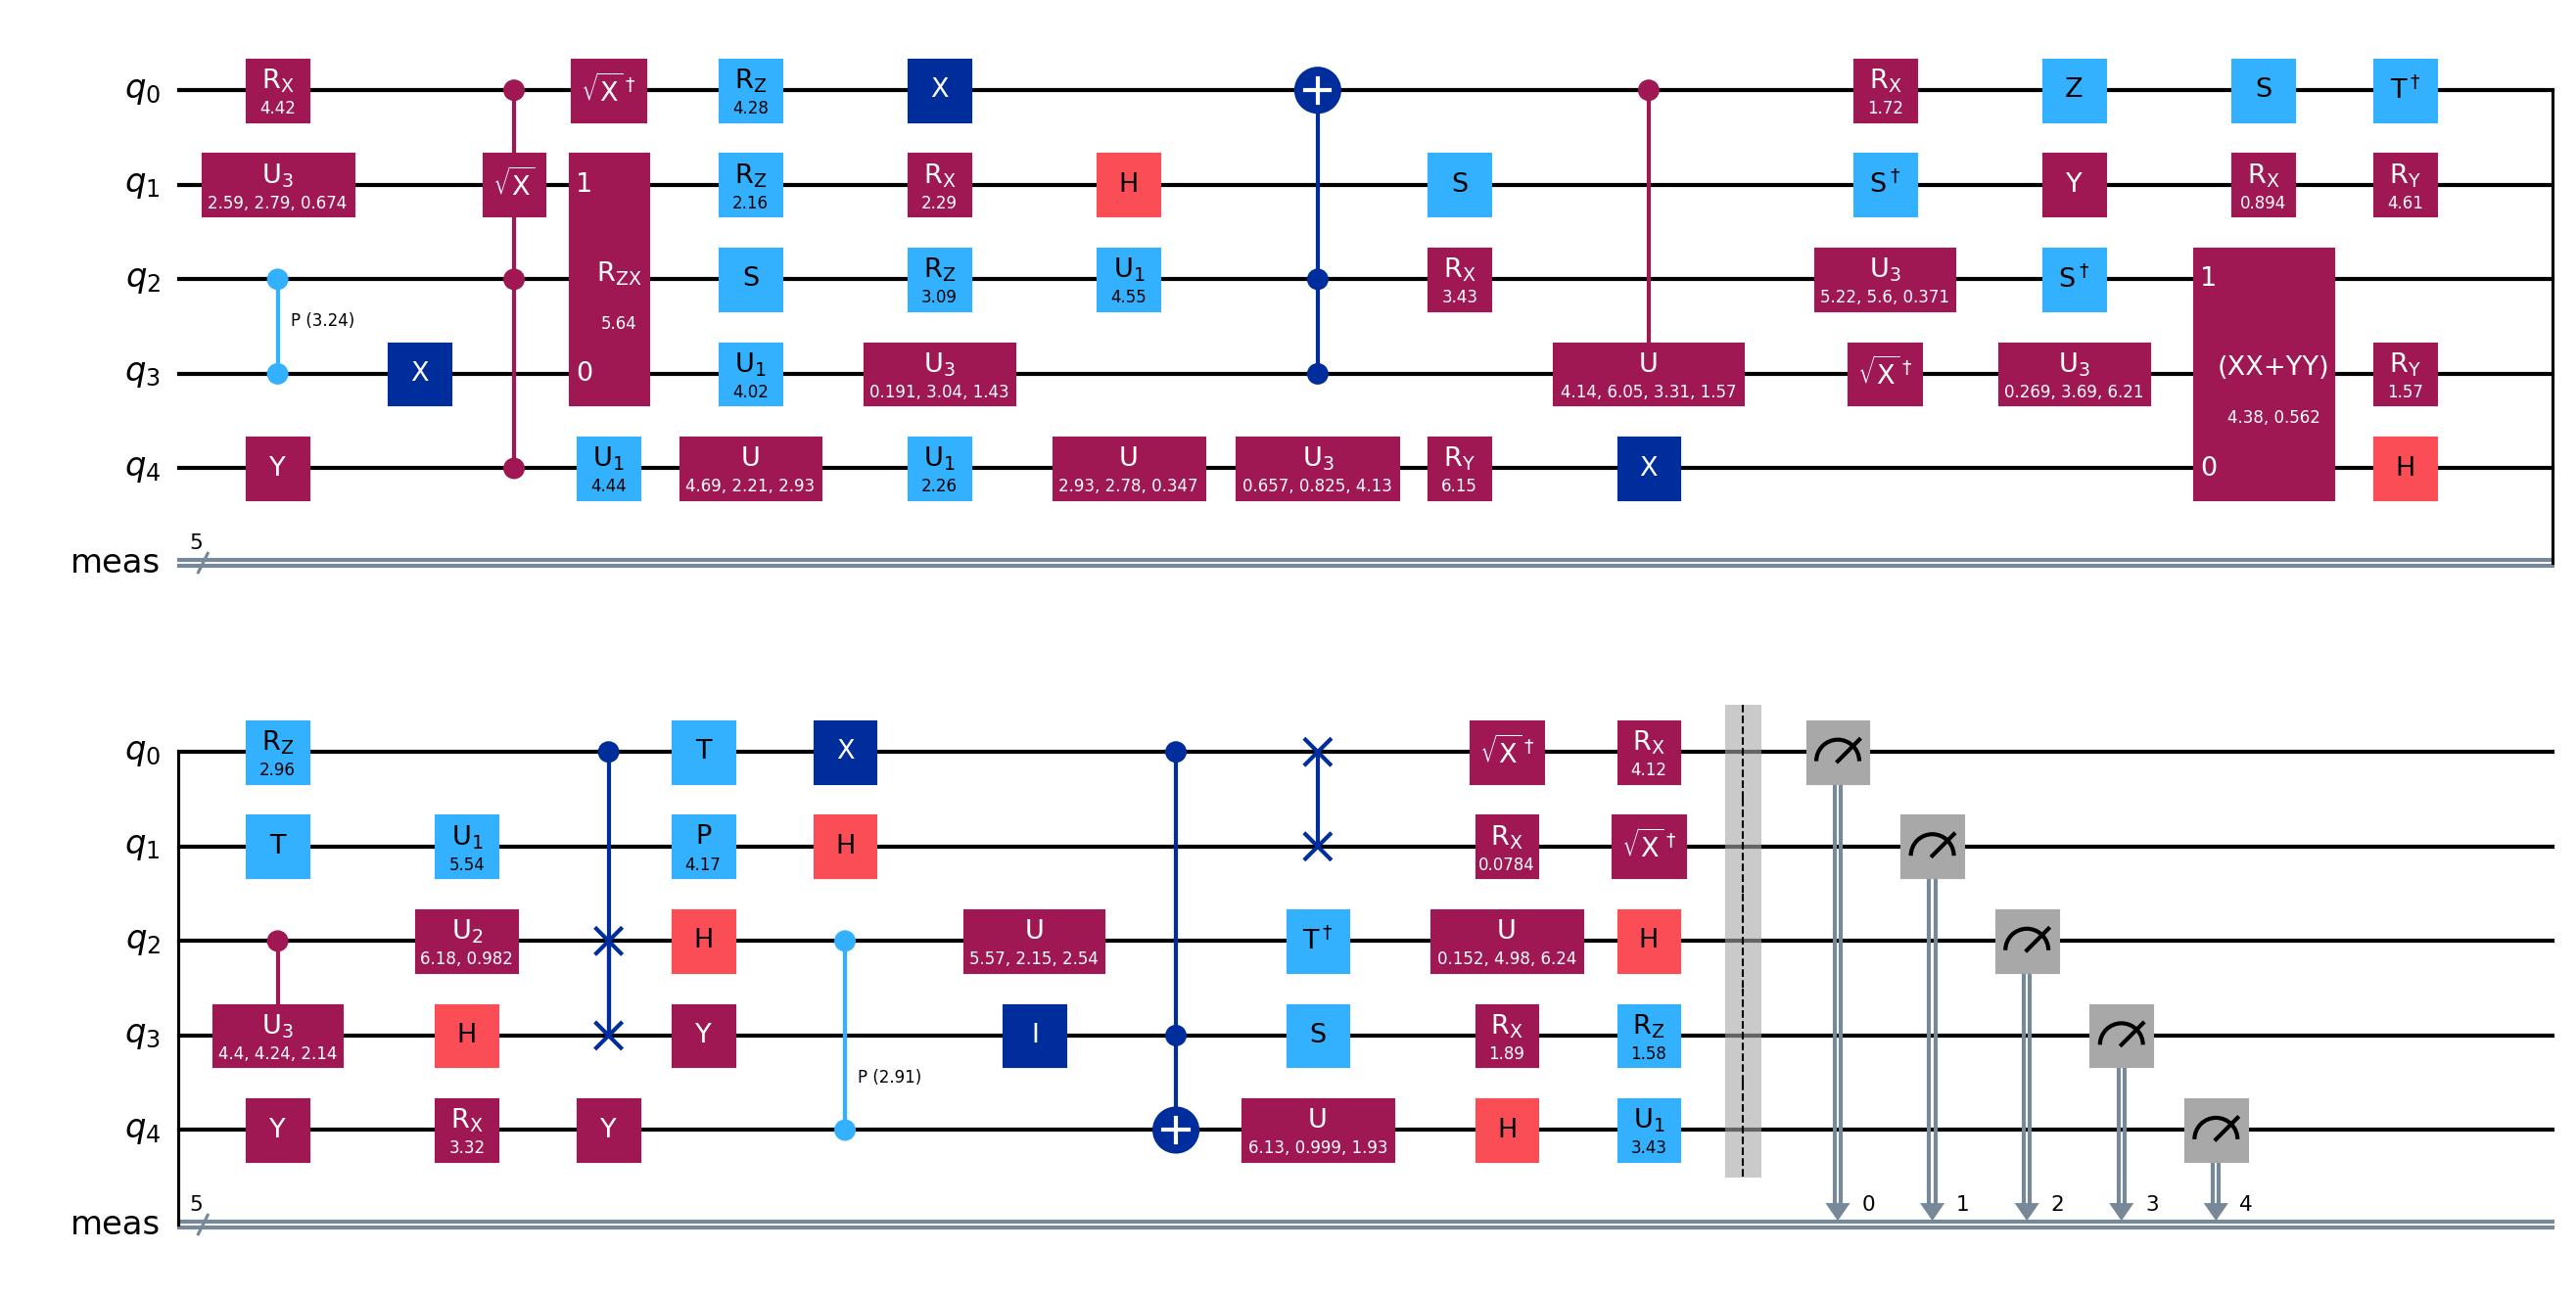 q0 RX 4.42 √X† RZ 4.28 X RX 1.72 Z S T†
q1 U3 2.59, 2.79, 0.674 √X 1 RZ 2.16 RX 2.29 H S S† Y RX 0.894 RY 4.61
q2 P (3.24) RZX 5.64 S RZ 3.09 U1 4.55 RX 3.43 U3 5.22, 5.6, 0.371 S† 1
q3 X 0 U1 4.02 U3 0.191, 3.04, 1.43 U 4.14, 6.05, 3.31, 1.57 √X† U3 0.269, 3.69, 6.21 (XX+YY) 4.38, 0.562 RY 1.57
q4 Y U1 4.44 U 4.69, 2.21, 2.93 U1 2.26 U 2.93, 2.78, 0.347 U3 0.657, 0.825, 4.13 RY 6.15 X 0 H
meas 5
q0 RZ 2.96 T X √X† RX 4.12
q1 T U1 5.54 P 4.17 H RX 0.0784 √X†
q2 U2 6.18, 0.982 H U 5.57, 2.15, 2.54 T† U 0.152, 4.98, 6.24 H
q3 U3 4.4, 4.24, 2.14 H Y P (2.91) I S RX 1.89 RZ 1.58
q4 Y RX 3.32 Y U 6.13, 0.999, 1.93 H U1 3.43
meas 5 0 1 2 3 4